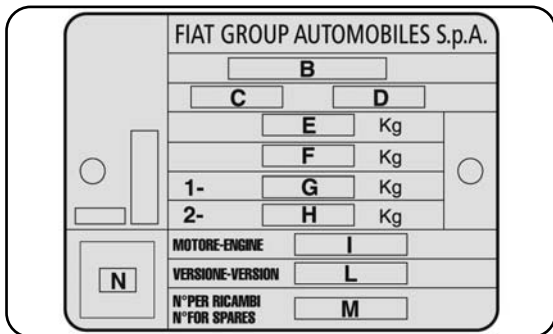 FIAT GROUP AUTOMOBILES S.p.A.
B
C D
E Kg
F Kg
1- G Kg
2- H Kg
MOTORE-ENGINE I
VERSIONE-VERSION L
N
N°PER RICAMBI
N°FOR SPARES M